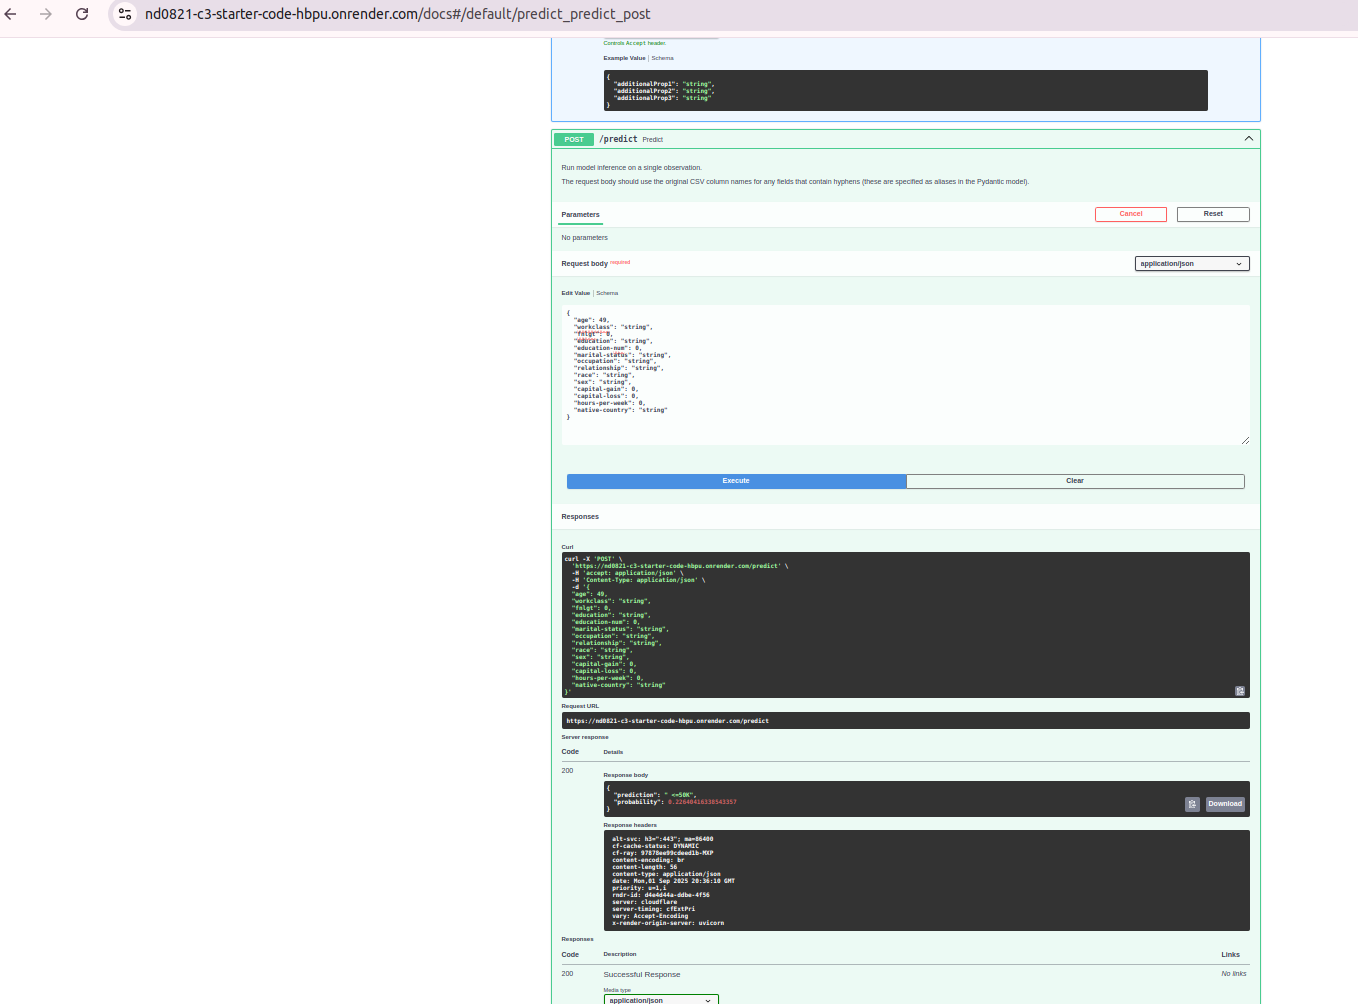 nd0821-c3-starter-code-hbpu.onrender.com/docs#/default/predict_predict_post
Controls Accept header.
Example Value | Schema
{
"additionalProp1": "string",
"additionalProp2": "string",
"additionalProp3": "string"
}
POST /predict Predict
Run model inference on a single observation.
The request body should use the original CSV column names for any fields that contain hyphens (these are specified as aliases in the Pydantic model).
Parameters
Cancel
Reset
No parameters
Request body required
application/json
Edit Value | Schema
{
"age": 49,
"workclass": "string",
"fnlgt": 0,
"education": "string",
"education-num": 0,
"marital-status": "string",
"occupation": "string",
"relationship": "string",
"race": "string",
"sex": "string",
"capital-gain": 0,
"capital-loss": 0,
"hours-per-week": 0,
"native-country": "string"
}
Execute
Clear
Responses
Curl
curl -X 'POST' \
'https://nd0821-c3-starter-code-hbpu.onrender.com/predict' \
-H 'accept: application/json' \
-H 'Content-Type: application/json' \
-d '{
"age": 49,
"workclass": "string",
"fnlgt": 0,
"education": "string",
"education-num": 0,
"marital-status": "string",
"occupation": "string",
"relationship": "string",
"race": "string",
"sex": "string",
"capital-gain": 0,
"capital-loss": 0,
"hours-per-week": 0,
"native-country": "string"
}'
Request URL
https://nd0821-c3-starter-code-hbpu.onrender.com/predict
Server response
Code Details
200
Response body
{
"prediction": " <=50K",
"probability": 0.22640416338543357
}
Download
Response headers
alt-svc: h3=":443"; ma=86400
cf-cache-status: DYNAMIC
cf-ray: 97878ee99cdeed1b-MXP
content-encoding: br
content-length: 56
content-type: application/json
date: Mon,01 Sep 2025 20:36:10 GMT
priority: u=1,i
rndr-id: d4e4d44a-ddbe-4f56
server: cloudflare
server-timing: cfExtPri
vary: Accept-Encoding
x-render-origin-server: uvicorn
Responses
Code Description Links
200 Successful Response No links
Media type
application/json